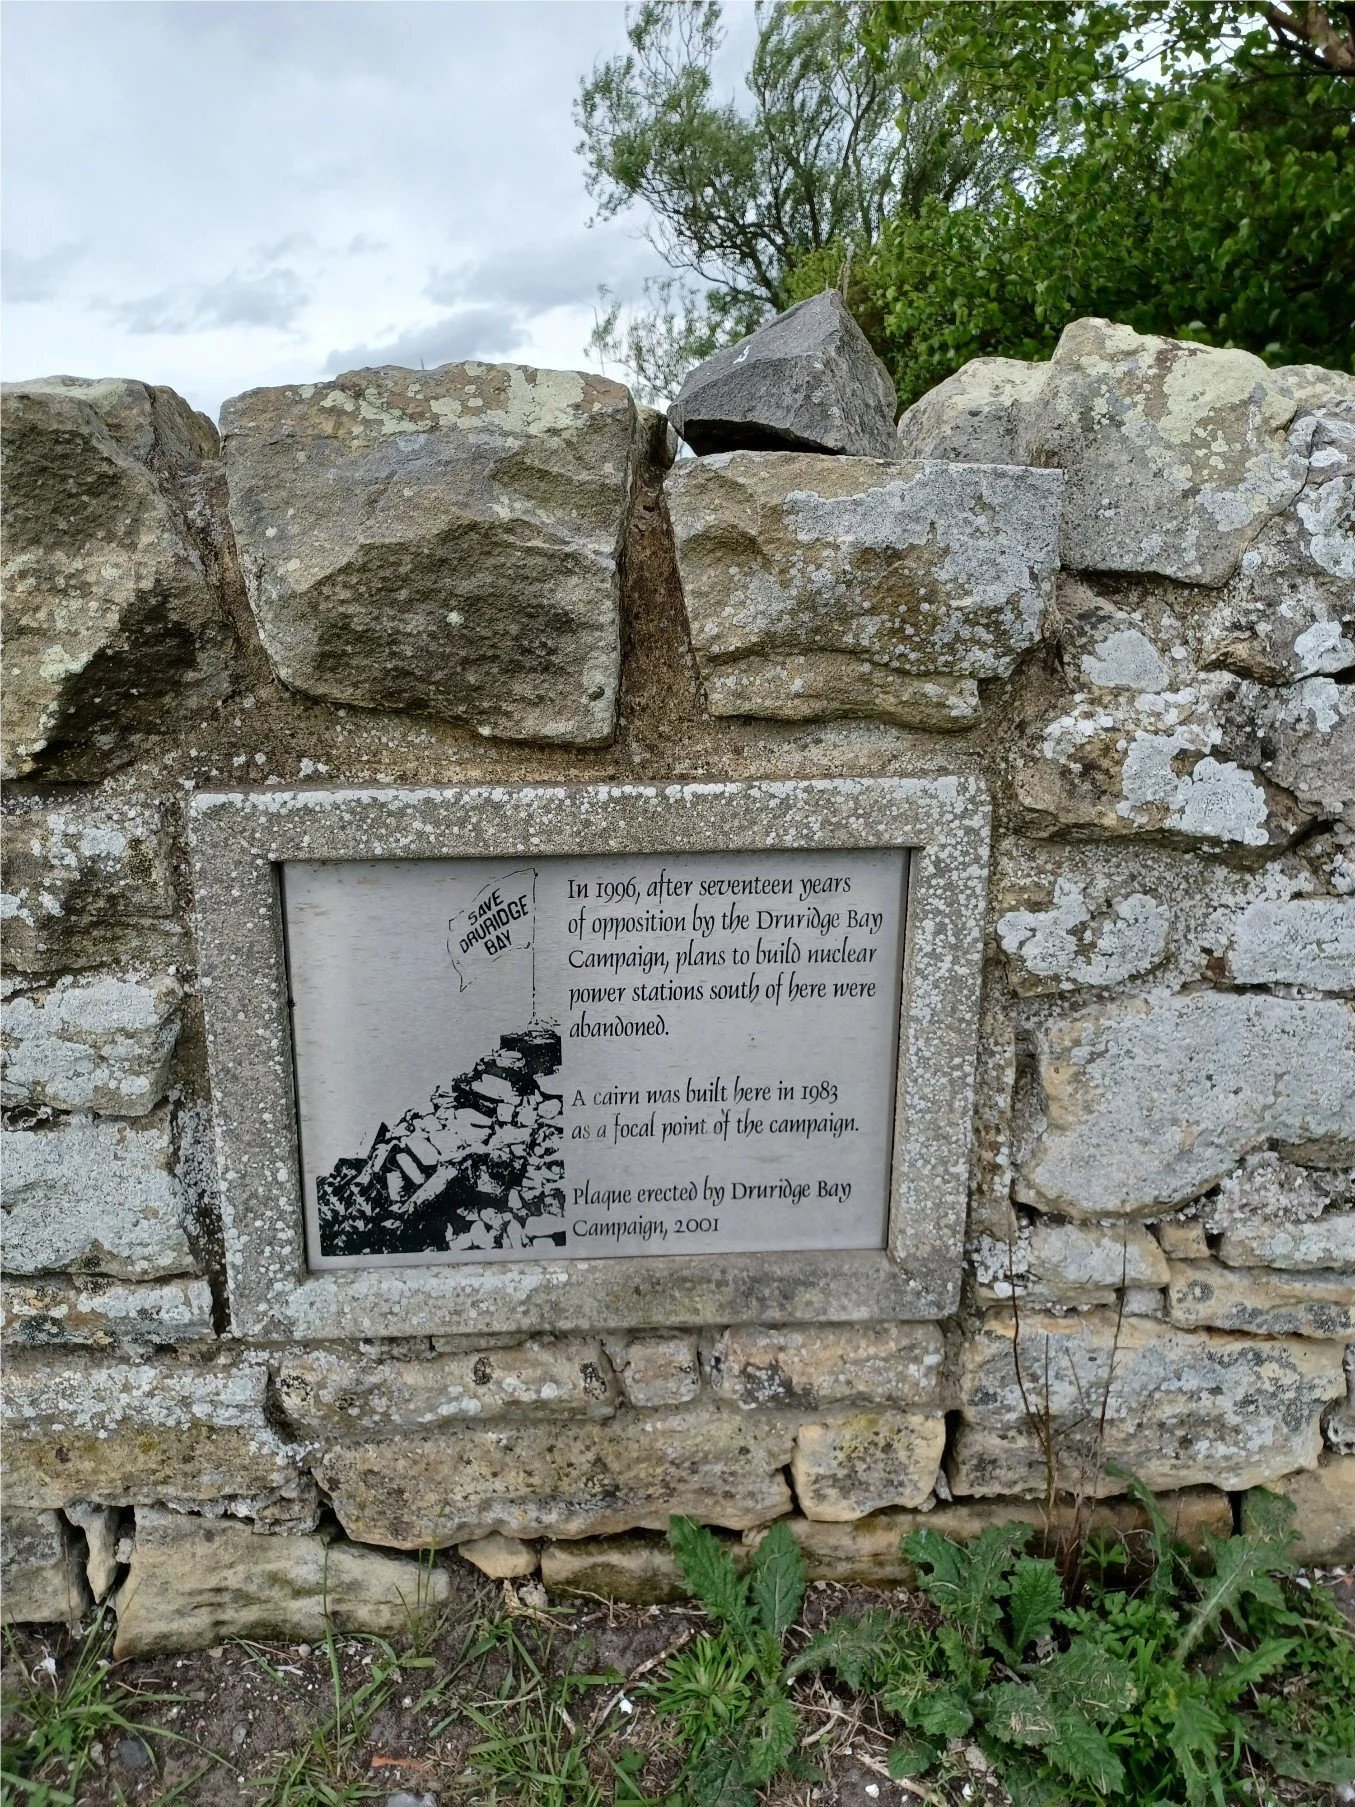 SAVE
DRURIDGE
BAY
In 1996, after seventeen years
of opposition by the Druridge Bay
Campaign, plans to build nuclear
power stations south of here were
abandoned.
A cairn was built here in 1983
as a focal point of the campaign.
Plaque erected by Druridge Bay
Campaign, 2001